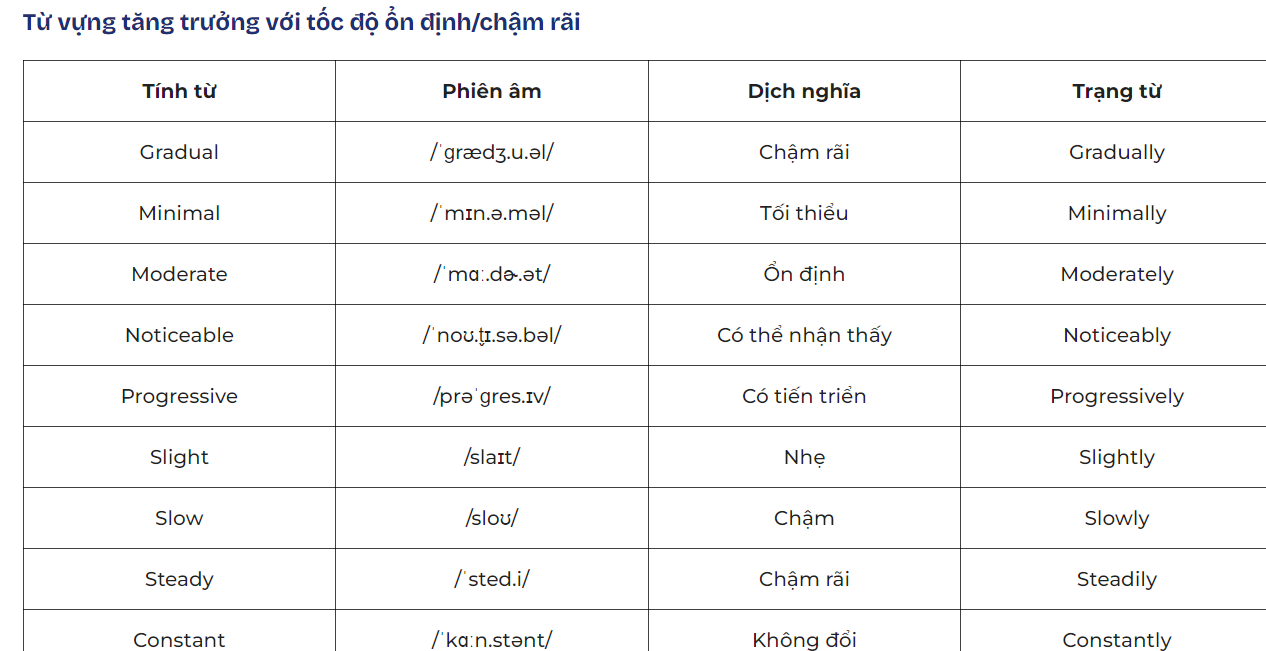 Từ vựng tăng trưởng với tốc độ ổn định/chậm rãi
Tính từ Phiên âm Dịch nghĩa Trạng từ
Gradual /ˈɡrædʒ.u.əl/ Chậm rãi Gradually
Minimal /ˈmɪn.ə.məl/ Tối thiểu Minimally
Moderate /ˈmɑː.dɚ.ət/ Ổn định Moderately
Noticeable /ˈnoʊ.t̬ɪ.sə.bəl/ Có thể nhận thấy Noticeably
Progressive /prəˈɡres.ɪv/ Có tiến triển Progressively
Slight /slaɪt/ Nhẹ Slightly
Slow /sloʊ/ Chậm Slowly
Steady /ˈsted.i/ Chậm rãi Steadily
Constant /ˈkɑːn.stənt/ Không đổi Constantly